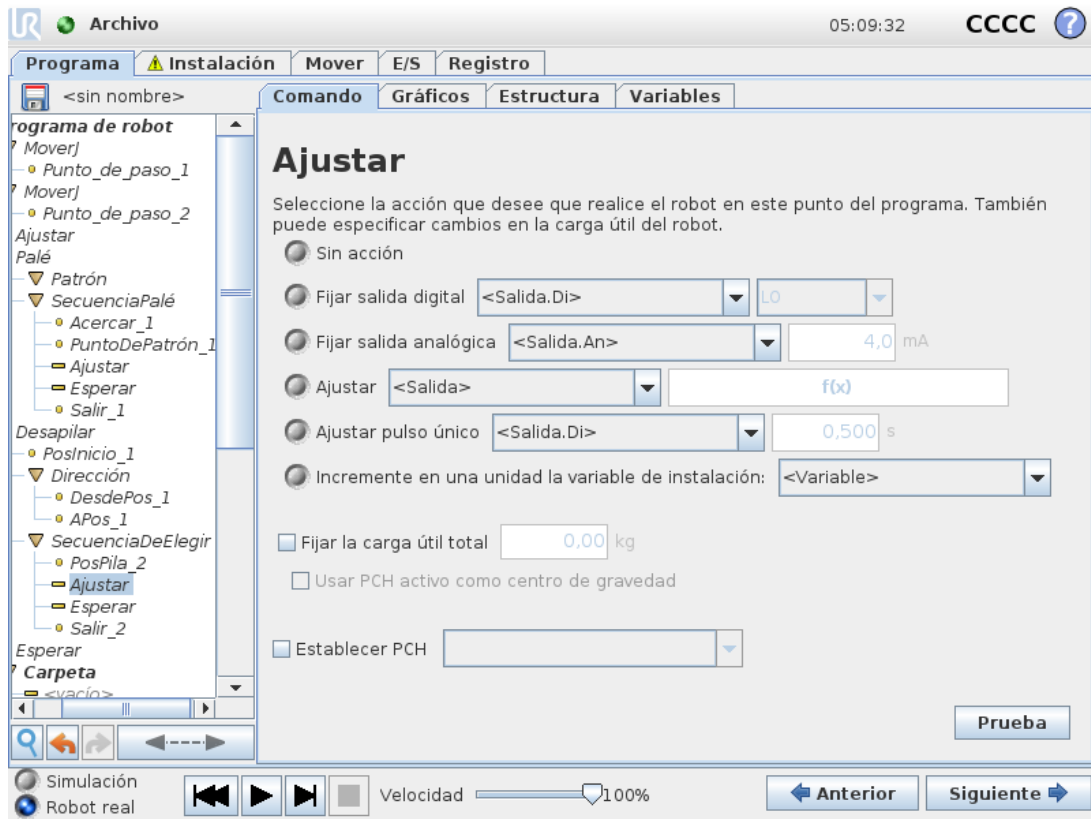 UR Archivo 05:09:32 CCCC ?
Programa Instalación Mover E/S Registro
<sin nombre> Comando Gráficos Estructura Variables
rograma de robot
MoverJ
Punto_de_paso_1
MoverJ
Punto_de_paso_2
Ajustar
Palé
Patrón
SecuenciaPalé
Acercar_1
PuntoDePatrón_1
Ajustar
Esperar
Salir_1
Desapilar
PosInicio_1
Dirección
DesdePos_1
APos_1
SecuenciaDeElegir
PosPila_2
Ajustar
Esperar
Salir_2
Esperar
Carpeta
<vacío>
Ajustar
Seleccione la acción que desee que realice el robot en este punto del programa. También
puede especificar cambios en la carga útil del robot.
Sin acción
Fijar salida digital <Salida.Di> LO
Fijar salida analógica <Salida.An> 4,0 mA
Ajustar <Salida> f(x)
Ajustar pulso único <Salida.Di> 0,500 s
Incremente en una unidad la variable de instalación: <Variable>
Fijar la carga útil total 0,00 kg
Usar PCH activo como centro de gravedad
Establecer PCH
Prueba
Simulación
Robot real
Velocidad 100%
Anterior Siguiente